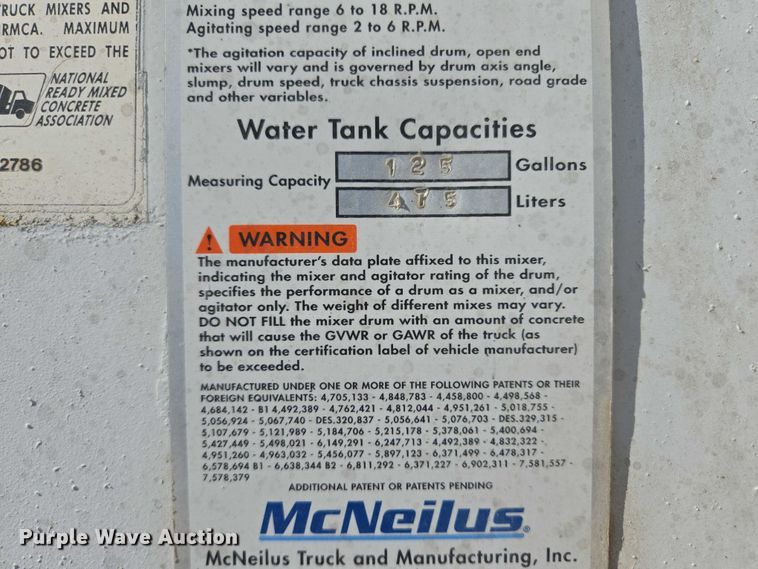 TRUCK MIXERS AND
RMCA. MAXIMUM
OT TO EXCEED THE
NATIONAL
READY MIXED
CONCRETE
ASSOCIATION
2786
Mixing speed range 6 to 18 R.P.M.
Agitating speed range 2 to 6 R.P.M.
*The agitation capacity of inclined drum, open end
mixers will vary and is governed by drum axis angle,
slump, drum speed, truck chassis suspension, road grade
and other variables.
Water Tank Capacities
Measuring Capacity 125 Gallons
475 Liters
WARNING
The manufacturer's data plate affixed to this mixer,
indicating the mixer and agitator rating of the drum,
specifies the performance of a drum as a mixer, and/or
agitator only. The weight of different mixes may vary.
DO NOT FILL the mixer drum with an amount of concrete
that will cause the GVWR or GAWR of the truck (as
shown on the certification label of vehicle manufacturer)
to be exceeded.
MANUFACTURED UNDER ONE OR MORE OF THE FOLLOWING PATENTS OR THEIR
FOREIGN EQUIVALENTS: 4,705,133 - 4,848,783 - 4,458,800 - 4,498,568 -
4,684,142 - B1 4,492,389 - 4,762,421 - 4,812,044 - 4,951,261 - 5,018,755 -
5,056,924 - 5,067,740 - DES.320,837 - 5,056,641 - 5,076,703 - DES.329,315 -
5,107,679 - 5,121,989 - 5,184,706 - 5,215,178 - 5,378,061 - 5,400,694 -
5,427,449 - 5,498,021 - 6,149,291 - 6,247,713 - 4,492,389 - 4,832,322 -
4,951,260 - 4,963,032 - 5,456,077 - 5,897,123 - 6,371,499 - 6,478,317 -
6,578,694 B1 - 6,638,344 B2 - 6,811,292 - 6,371,227 - 6,902,311 - 7,581,557 -
7,578,379
ADDITIONAL PATENT OR PATENTS PENDING
McNeilus
McNeilus Truck and Manufacturing, Inc.
Purple Wave Auction